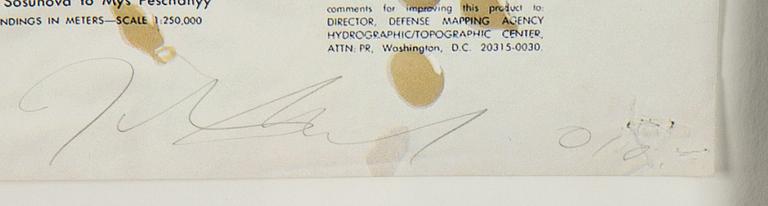 Sosunova to Mys Peschanyy
NDINGS IN METERS—SCALE 1:250,000
comments for improving this product to:
DIRECTOR, DEFENSE MAPPING AGENCY
HYDROGRAPHIC/TOPOGRAPHIC CENTER,
ATTN: PR, Washington, D.C. 20315-0030.